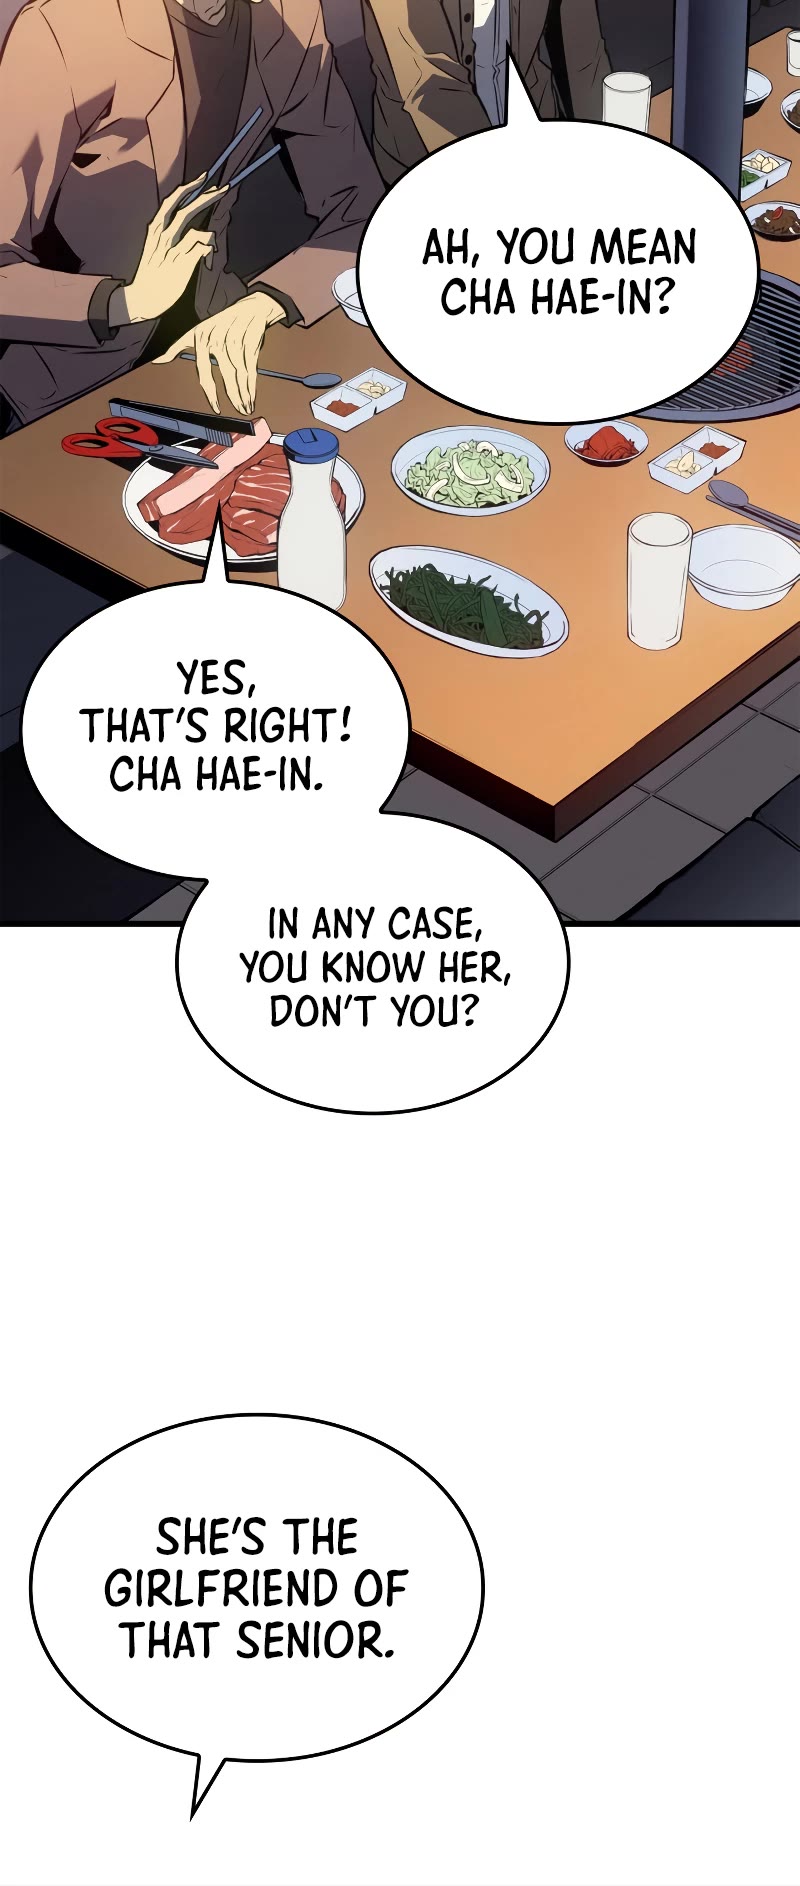 AH, YOU MEAN
CHA HAE-IN?
YES,
THAT'S RIGHT!
CHA HAE-IN.
IN ANY CASE,
YOU KNOW HER,
DON'T YOU?
SHE'S THE
GIRLFRIEND OF
THAT SENIOR.